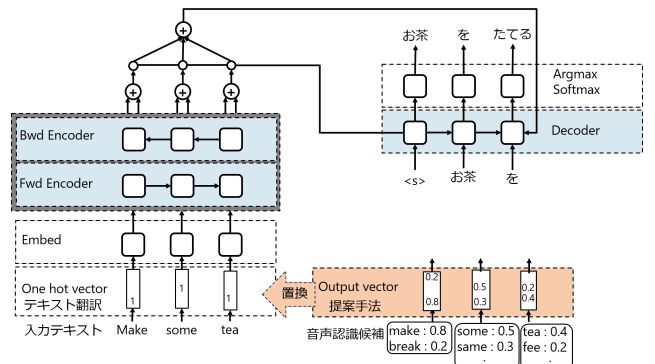 お茶 を たてる
Argmax
Softmax
Bwd Encoder
Decoder
Fwd Encoder
<s> お茶 を
Embed
One hot vector
テキスト翻訳
1 1 1
置換
Output vector
提案手法
0.2 0.5 0.2
0.8 0.3 0.4
入力テキスト Make some tea
音声認識候補
make : 0.8
break : 0.2
some : 0.5
same : 0.3
:
tea : 0.4
fee : 0.2
: